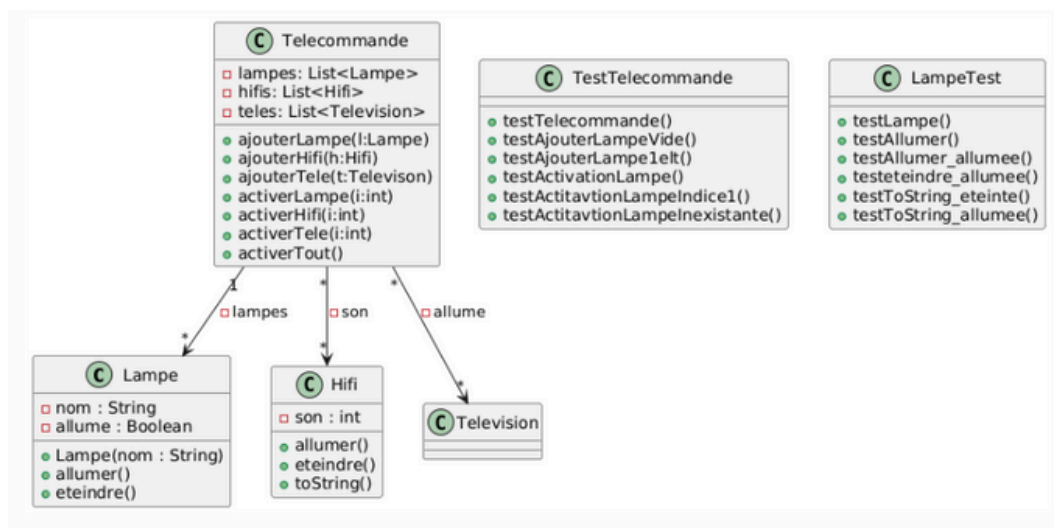 C Telecommande
lampes: List<Lampe>
hifis: List<Hifi>
teles: List<Television>
ajouterLampe(l:Lampe)
ajouterHifi(h:Hifi)
ajouterTele(t:Televison)
activerLampe(i:int)
activerHifi(i:int)
activerTele(i:int)
activerTout()
C TestTelecommande
testTelecommande()
testAjouterLampeVide()
testAjouterLampe1elt()
testActivationLampe()
testActitavtionLampeIndice1()
testActitavtionLampeInexistante()
C LampeTest
testLampe()
testAllumer()
testAllumer_allumee()
testeteindre_allumee()
testToString_eteinte()
testToString_allumee()
1 * *
lampes son allume
* * *
C Lampe
nom : String
allume : Boolean
Lampe(nom : String)
allumer()
eteindre()
C Hifi
son : int
allumer()
eteindre()
toString()
C Television